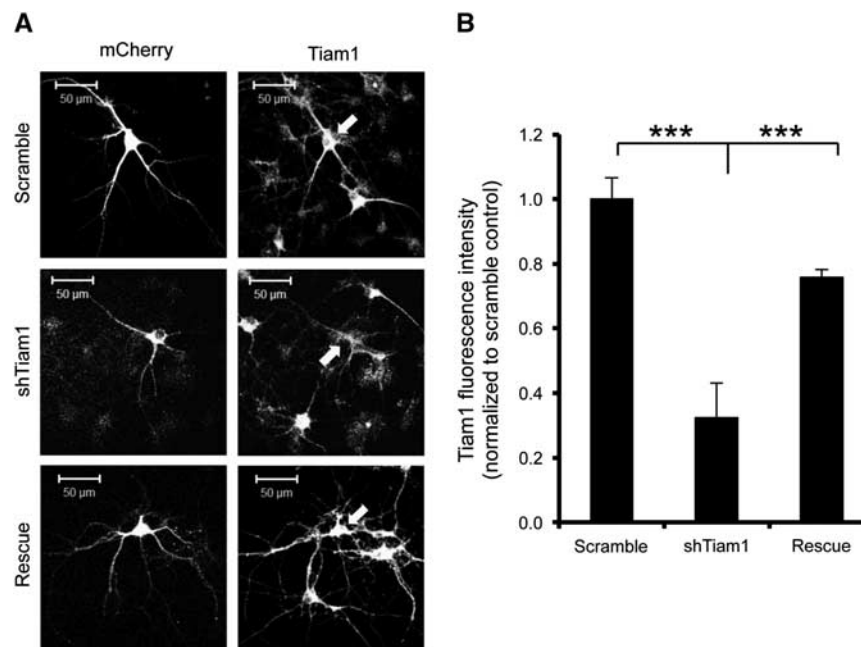 A
mCherry
Tiam1
Scramble
50 μm
50 μm
shTiam1
50 μm
50 μm
Rescue
50 μm
50 μm
B
Tiam1 fluorescence intensity
(normalized to scramble control)
*** ***
1.2
1.0
0.8
0.6
0.4
0.2
0.0
Scramble shTiam1 Rescue